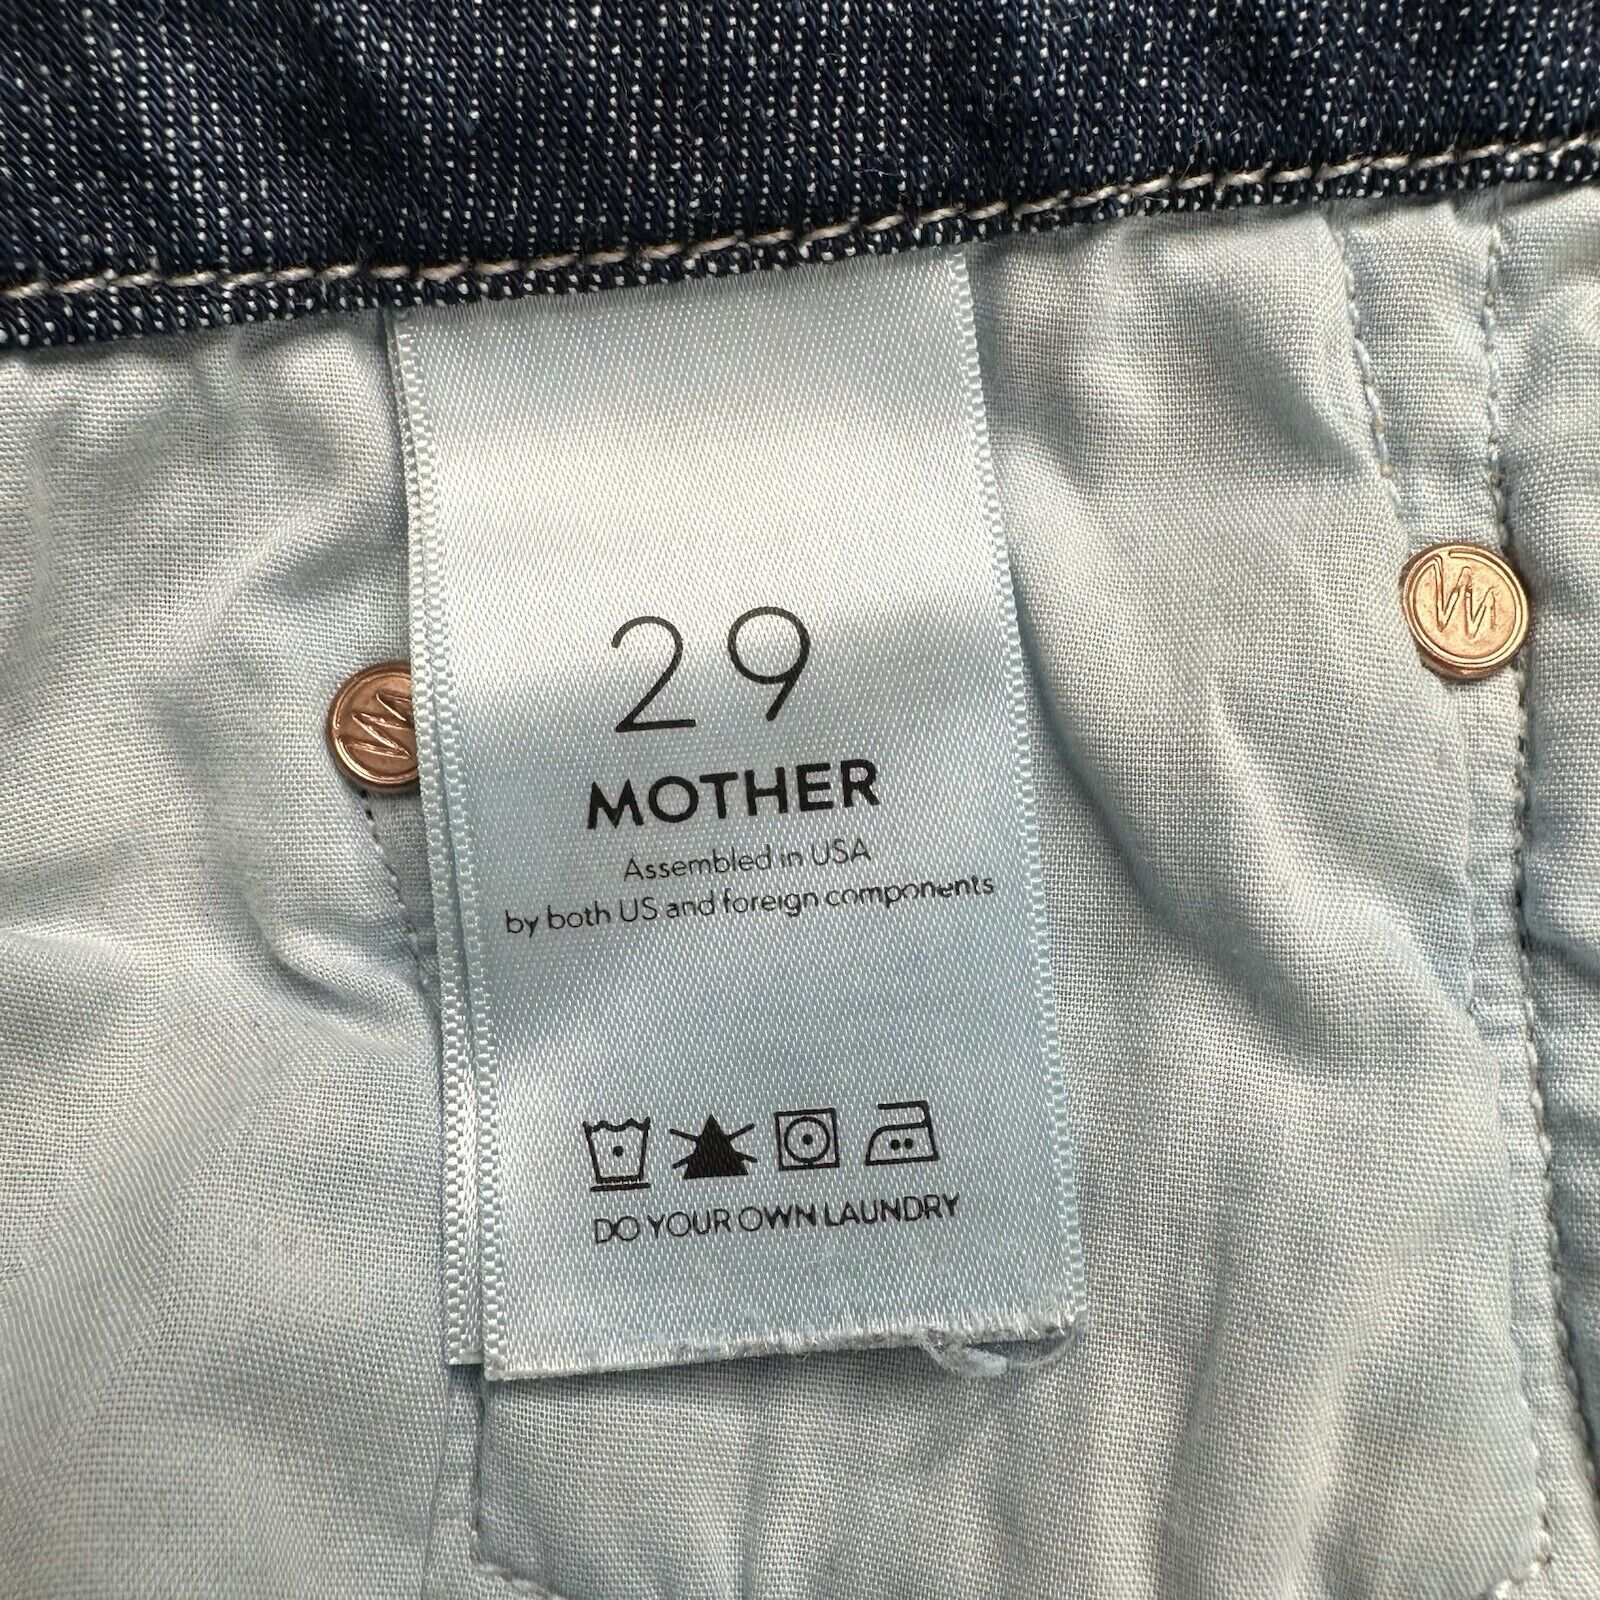 29
MOTHER
Assembled in USA
by both US and foreign components
DO YOUR OWN LAUNDRY